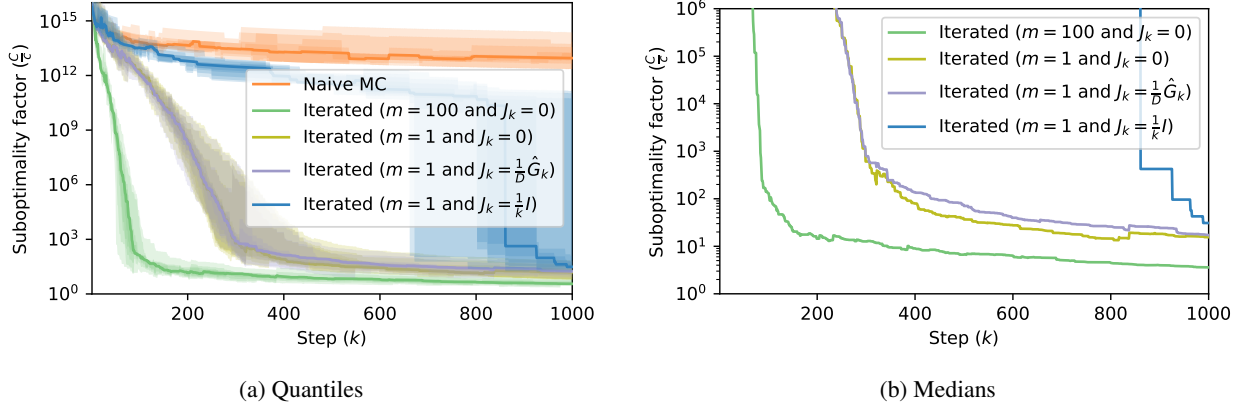 Suboptimality factor (C/τ)
10^15
10^12
10^9
10^6
10^3
10^0
Naive MC
Iterated (m = 100 and J_k = 0)
Iterated (m = 1 and J_k = 0)
Iterated (m = 1 and J_k = 1/D Ĝ_k)
Iterated (m = 1 and J_k = 1/k I)
200
400
600
800
1000
Step (k)
(a) Quantiles
Suboptimality factor (C/τ)
10^6
10^5
10^4
10^3
10^2
10^1
10^0
Iterated (m = 100 and J_k = 0)
Iterated (m = 1 and J_k = 0)
Iterated (m = 1 and J_k = 1/D Ĝ_k)
Iterated (m = 1 and J_k = 1/k I)
200
400
600
800
1000
Step (k)
(b) Medians